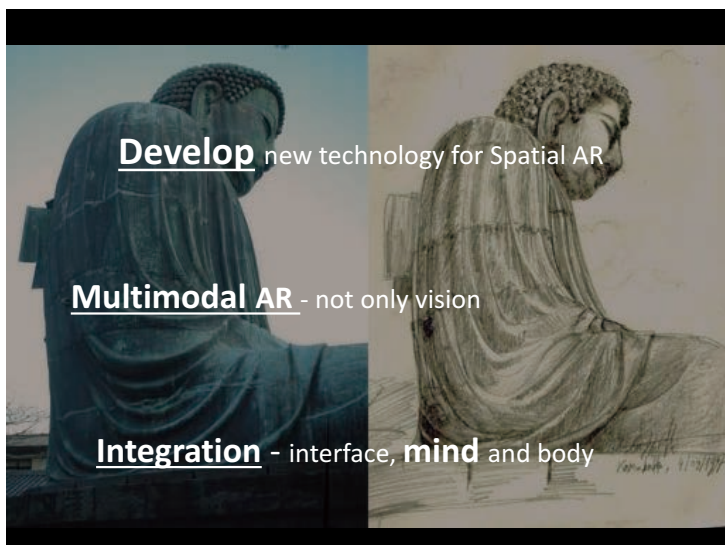 Develop new technology for Spatial AR
Multimodal AR - not only vision
Integration - interface, mind and body